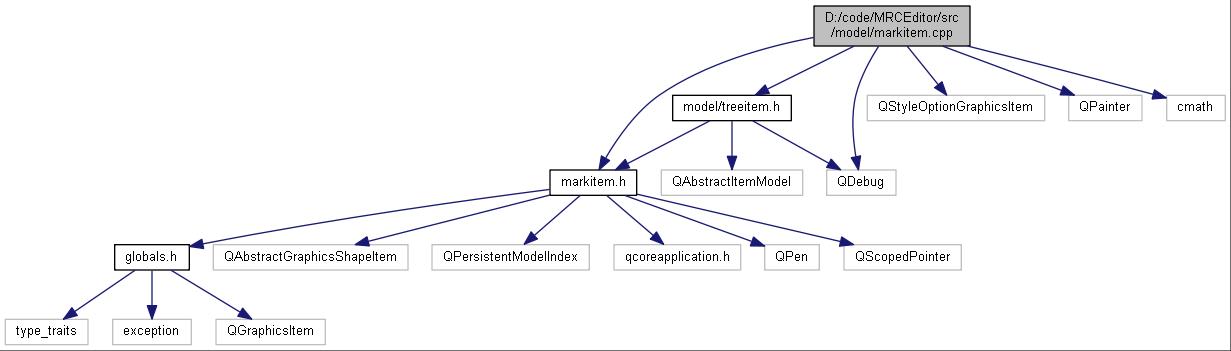 D:/code/MRCEditor/src
/model/markitem.cpp
model/treeitem.h
QStyleOptionGraphicsItem
QPainter
cmath
markitem.h
QAbstractItemModel
QDebug
globals.h
QAbstractGraphicsShapeItem
QPersistentModelIndex
qcoreapplication.h
QPen
QScopedPointer
type_traits
exception
QGraphicsItem